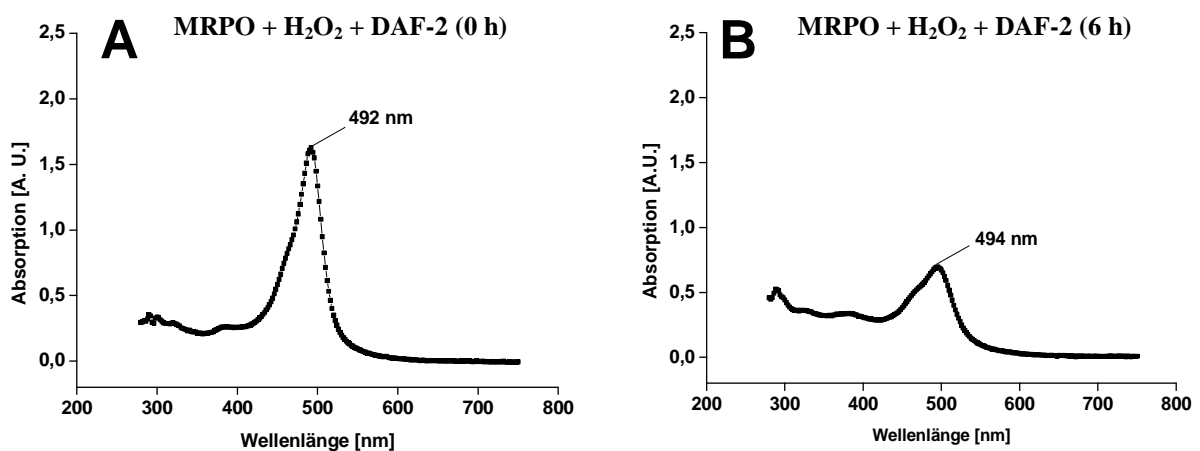 A
MRPO + H₂O₂ + DAF-2 (0 h)
2,5
2,0
1,5
1,0
0,5
0,0
Absorption [A. U.]
492 nm
200 300 400 500 600 700 800
Wellenlänge [nm]
B
MRPO + H₂O₂ + DAF-2 (6 h)
2,5
2,0
1,5
1,0
0,5
0,0
Absorption [A.U.]
494 nm
200 300 400 500 600 700 800
Wellenlänge [nm]